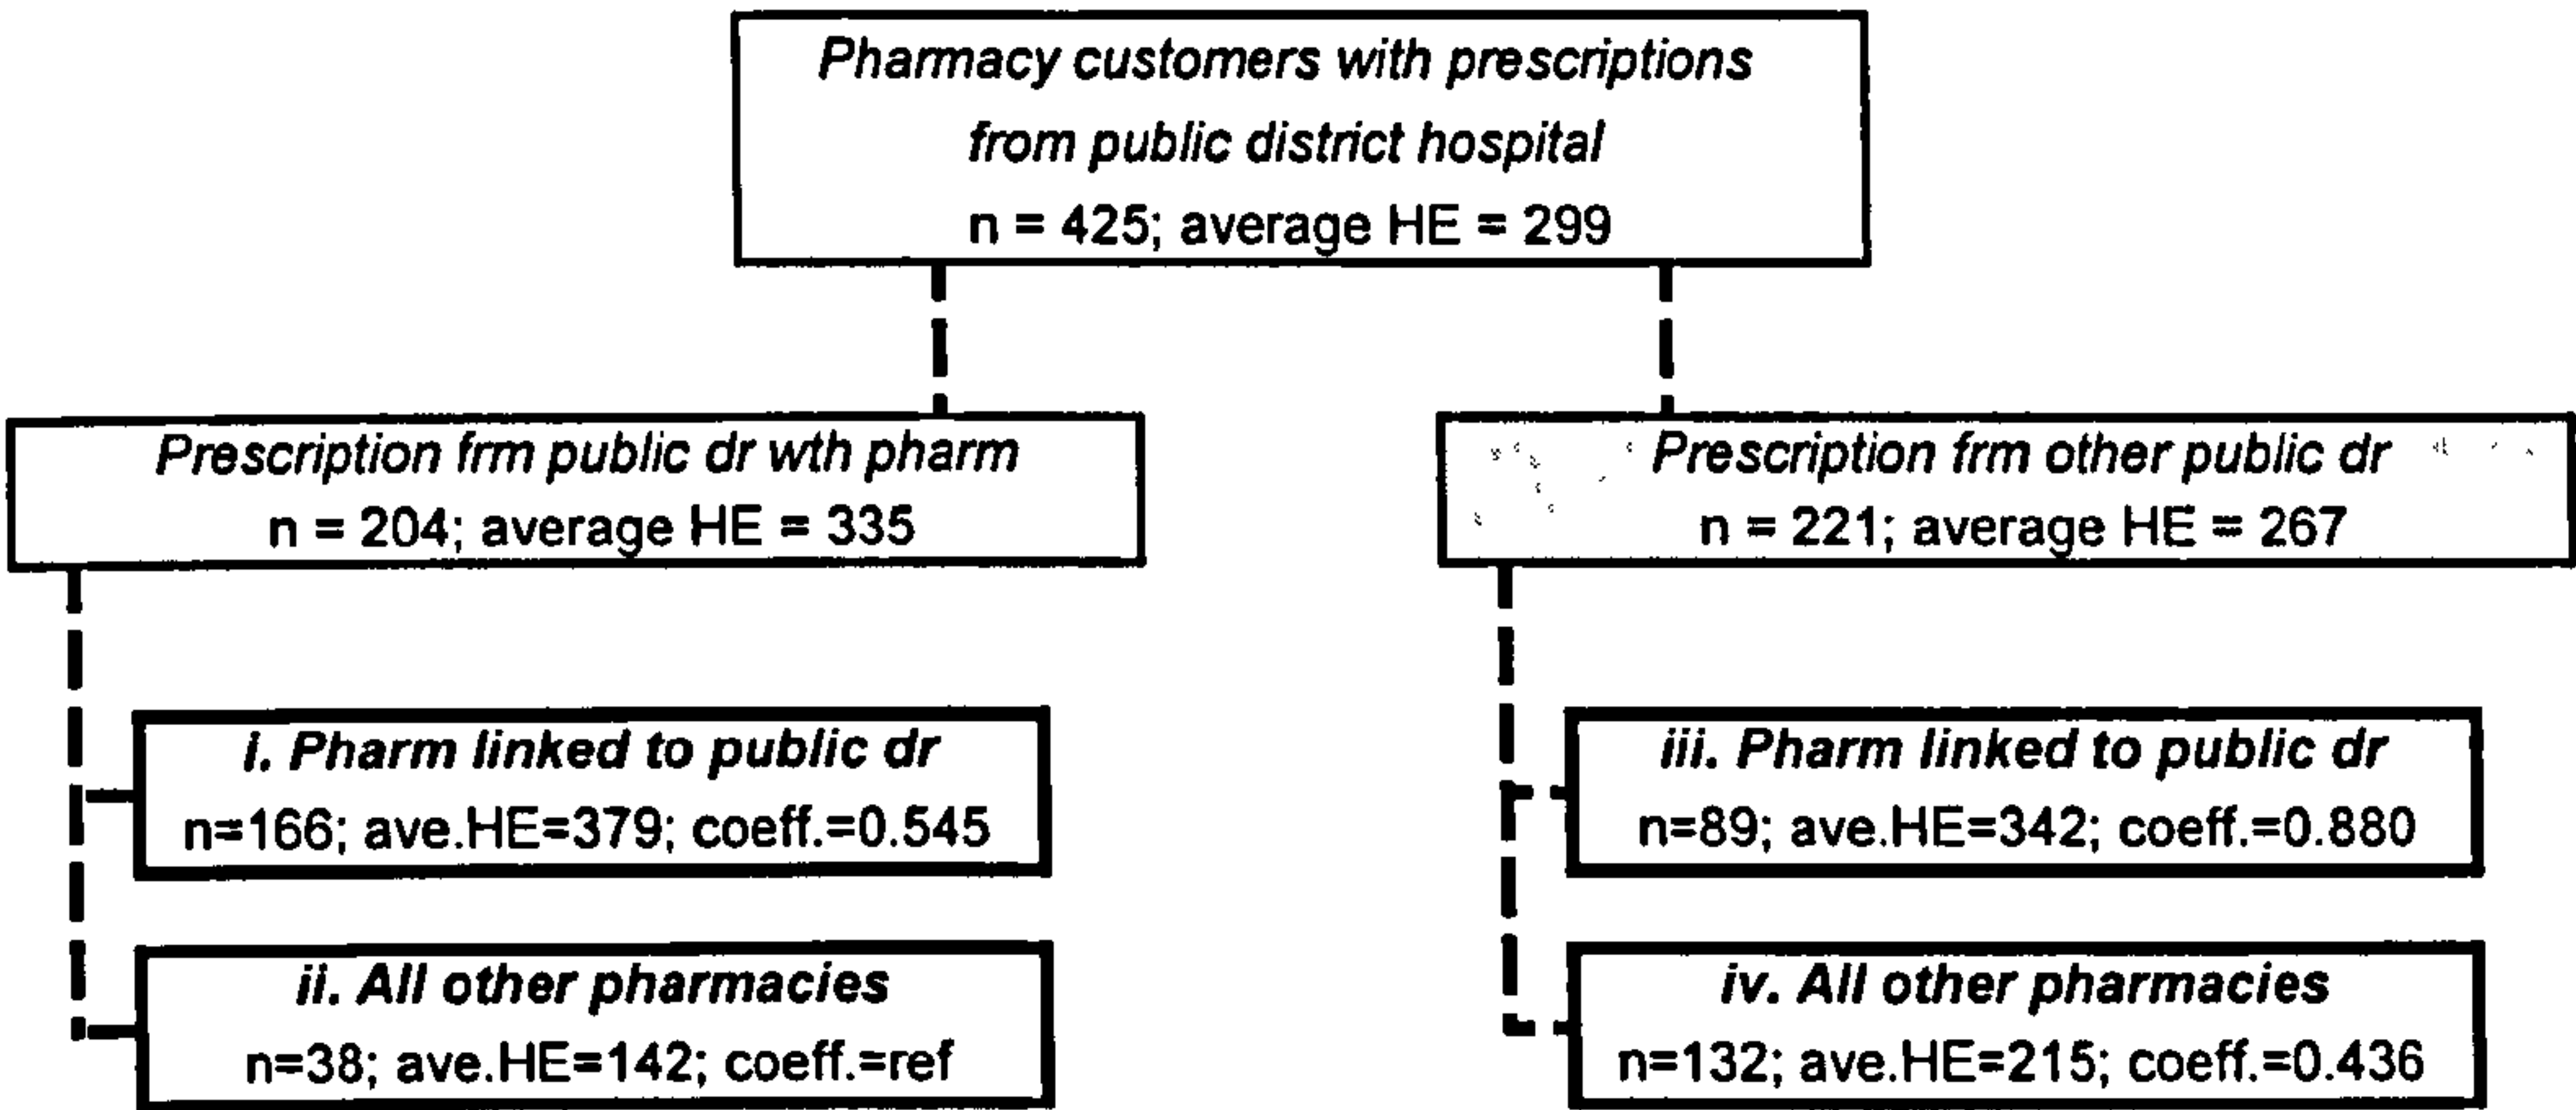 Pharmacy customers with prescriptions
from public district hospital
n = 425; average HE = 299
Prescription frm public dr wth pharm
n = 204; average HE = 335
Prescription frm other public dr
n = 221; average HE = 267
i. Pharm linked to public dr
n=166; ave.HE=379; coeff.=0.545
iii. Pharm linked to public dr
n=89; ave.HE=342; coeff.=0.880
ii. All other pharmacies
n=38; ave.HE=142; coeff.=ref
iv. All other pharmacies
n=132; ave.HE=215; coeff.=0.436